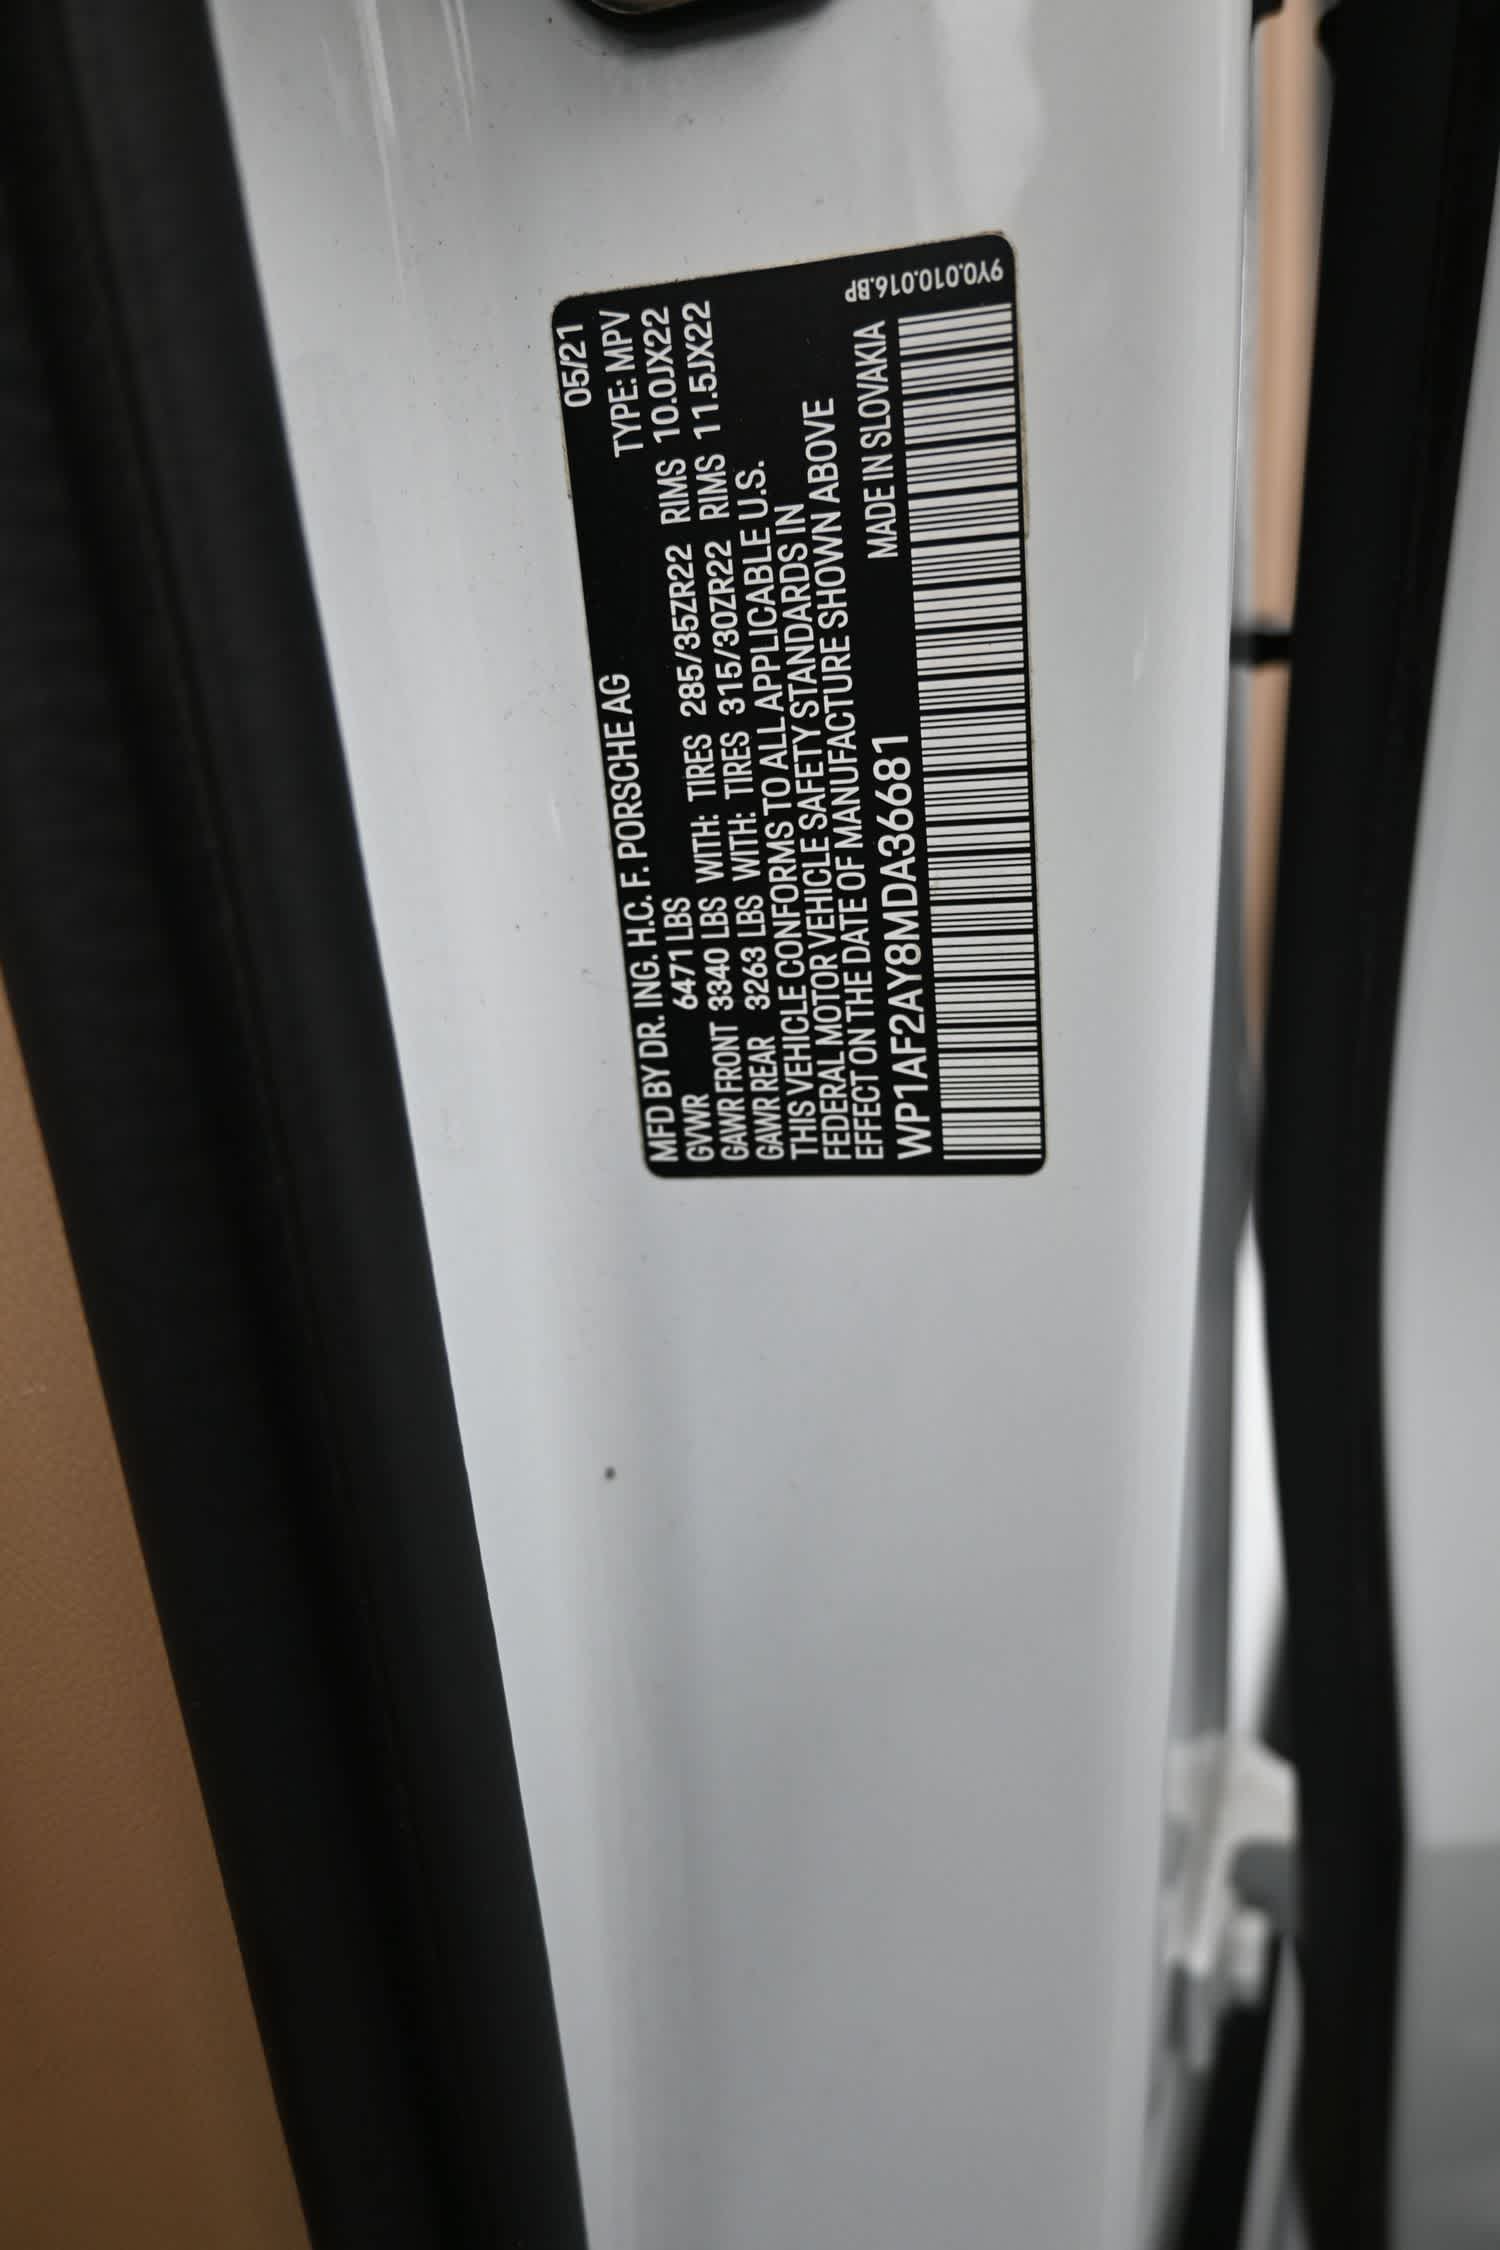 05/21
MFD BY DR. ING. H.C. F. PORSCHE AG TYPE: MPV
GVWR 6471 LBS
GAWR FRONT 3340 LBS WITH: TIRES 285/35ZR22 RIMS 10.0JX22
GAWR REAR 3263 LBS WITH: TIRES 315/30ZR22 RIMS 11.5JX22
THIS VEHICLE CONFORMS TO ALL APPLICABLE U.S.
FEDERAL MOTOR VEHICLE SAFETY STANDARDS IN
EFFECT ON THE DATE OF MANUFACTURE SHOWN ABOVE
WP1AF2AY8MDA36681 MADE IN SLOVAKIA
9Y0.010.016.BP